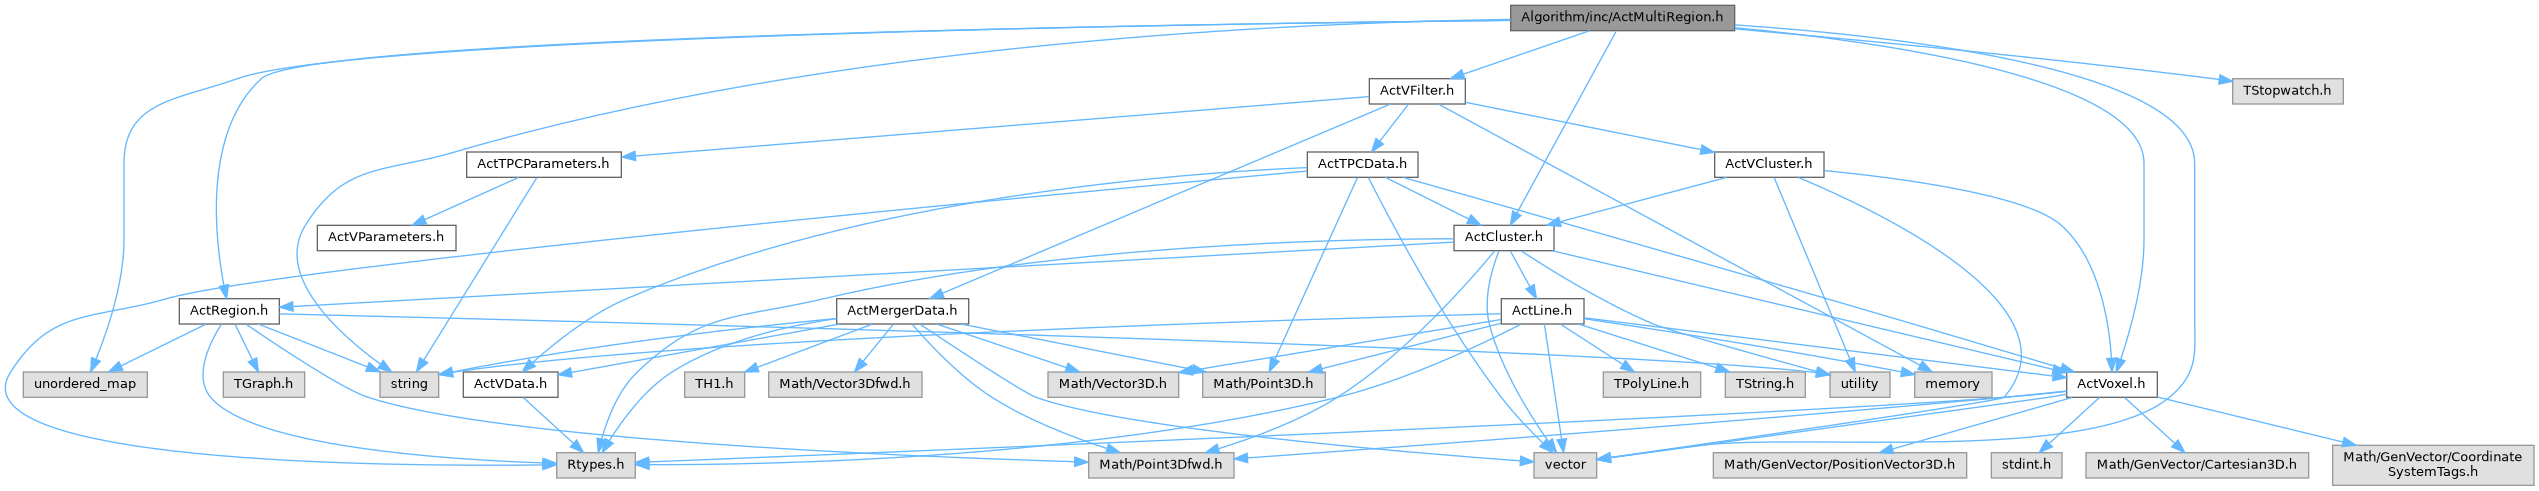 Algorithm/inc/ActMultiRegion.h
ActVFilter.h
TStopwatch.h
ActTPCParameters.h
ActTPCData.h
ActVCluster.h
ActVParameters.h
ActCluster.h
ActRegion.h
ActMergerData.h
ActLine.h
unordered_map
TGraph.h
string
ActVData.h
TH1.h
Math/Vector3Dfwd.h
Math/Vector3D.h
Math/Point3D.h
TPolyLine.h
TString.h
utility
memory
ActVoxel.h
Rtypes.h
Math/Point3Dfwd.h
vector
Math/GenVector/PositionVector3D.h
stdint.h
Math/GenVector/Cartesian3D.h
Math/GenVector/Coordinate
SystemTags.h